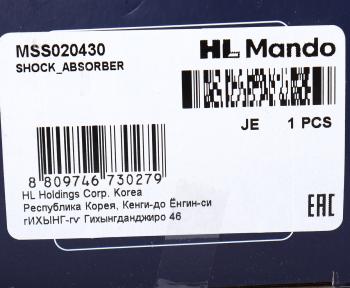 MSS020430
SHOCK_ABSORBER
HL Mando
JE 1 PCS
8 809746 730279
HL Holdings Corp. Korea
Республика Корея, Кенги-до Ёнгин-си
гИХЫНГ-гу Гихынгданджиро 46
EAC